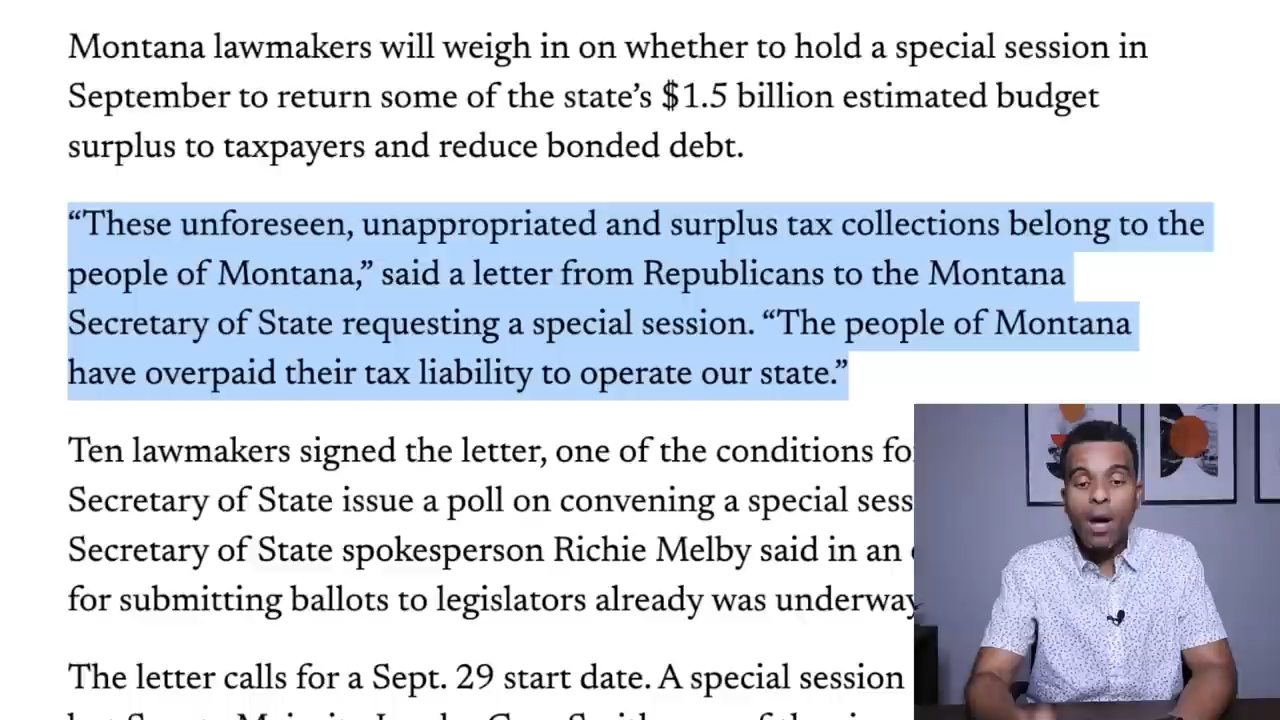 Montana lawmakers will weigh in on whether to hold a special session in
September to return some of the state’s $1.5 billion estimated budget
surplus to taxpayers and reduce bonded debt.
“These unforeseen, unappropriated and surplus tax collections belong to the
people of Montana,” said a letter from Republicans to the Montana
Secretary of State requesting a special session. “The people of Montana
have overpaid their tax liability to operate our state.”
Ten lawmakers signed the letter, one of the conditions
Secretary of State issue a poll on convening a special
Secretary of State spokesperson Richie Melby said in an
for submitting ballots to legislators already was underway
The letter calls for a Sept. 29 start date. A special session